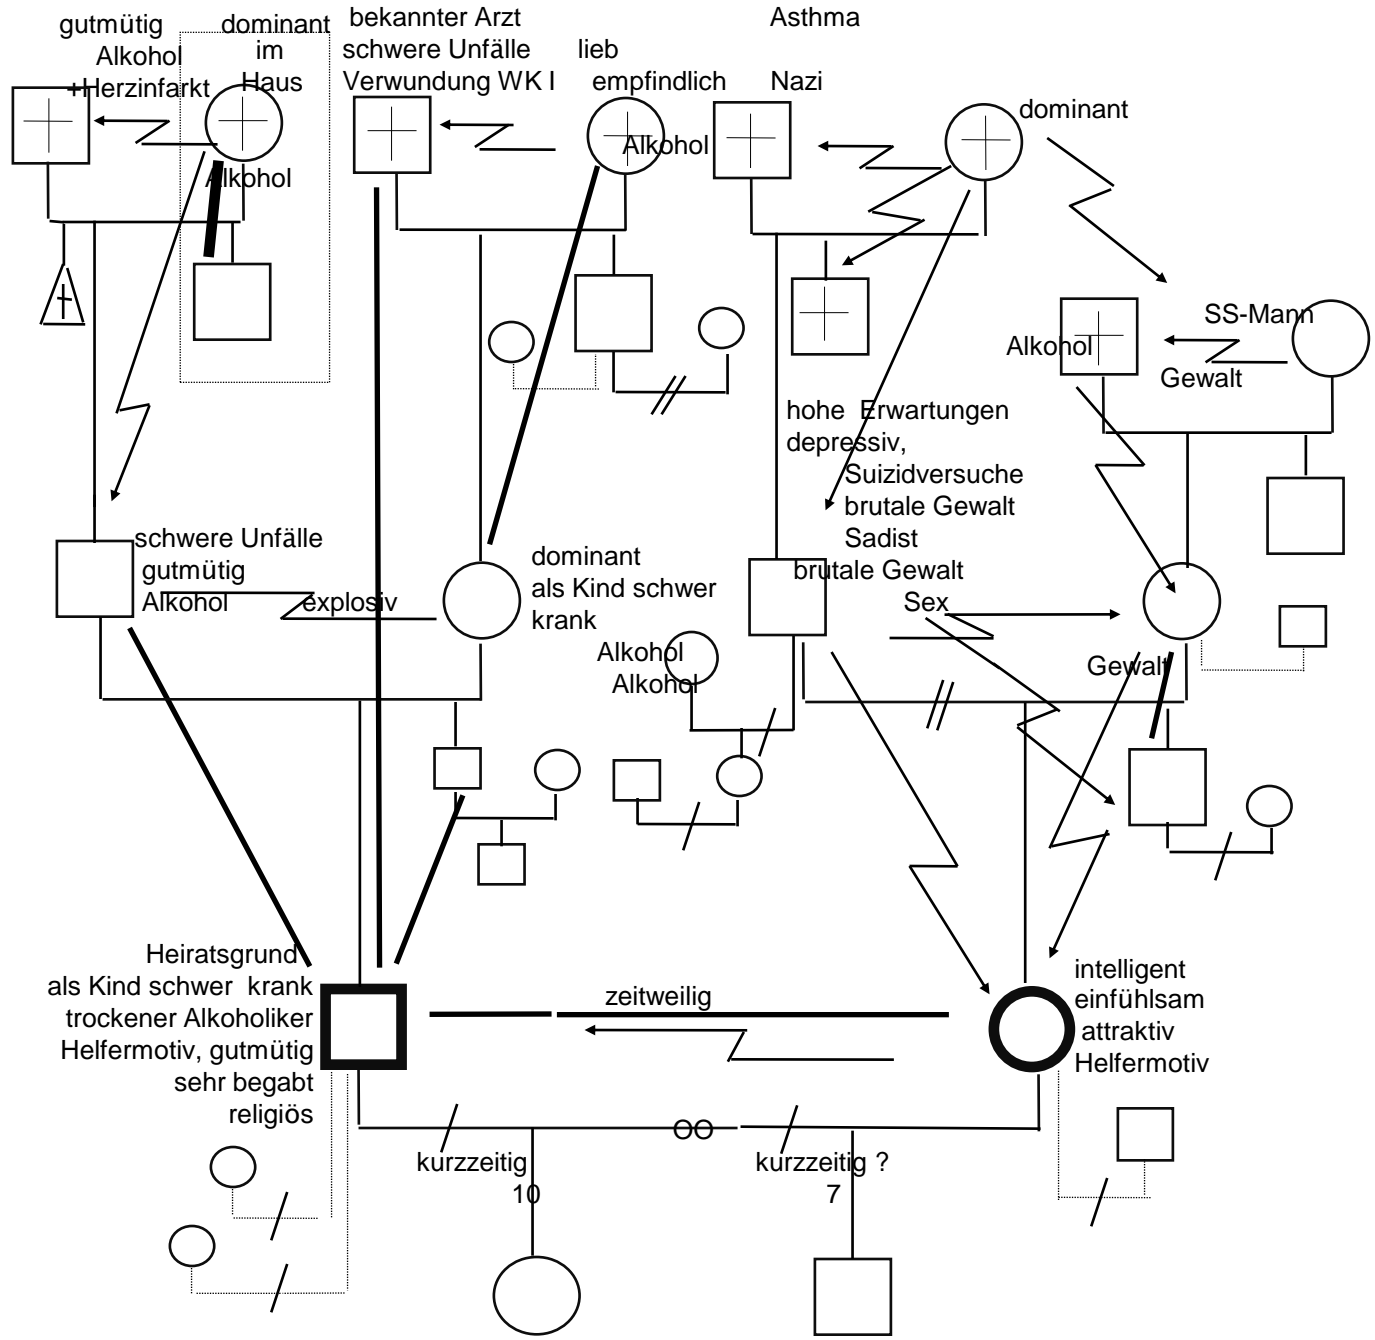 gutmütig
Alkohol
+Herzinfarkt
dominant
im
Haus
Alkohol
bekannter Arzt
schwere Unfälle
Verwundung WK I
lieb
empfindlich
Asthma
Nazi
Alkohol
dominant
SS-Mann
Alkohol
Gewalt
hohe Erwartungen
depressiv,
Suizidversuche
brutale Gewalt
Sadist
brutale Gewalt
Sex
schwere Unfälle
gutmütig
Alkohol
explosiv
dominant
als Kind schwer
krank
Alkohol
Alkohol
Gewalt
Heiratsgrund
als Kind schwer krank
trockener Alkoholiker
Helfermotiv, gutmütig
sehr begabt
religiös
zeitweilig
intelligent
einfühlsam
attraktiv
Helfermotiv
kurzzeitig
10
kurzzeitig ?
7